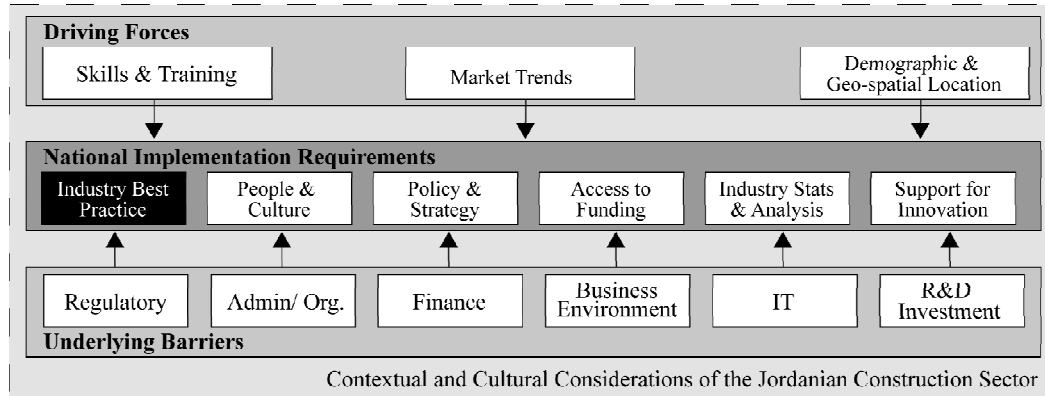 Driving Forces
Skills & Training
Market Trends
Demographic &
Geo-spatial Location
National Implementation Requirements
Industry Best
Practice
People &
Culture
Policy &
Strategy
Access to
Funding
Industry Stats
& Analysis
Support for
Innovation
Regulatory
Admin/ Org.
Finance
Business
Environment
IT
R&D
Investment
Underlying Barriers
Contextual and Cultural Considerations of the Jordanian Construction Sector